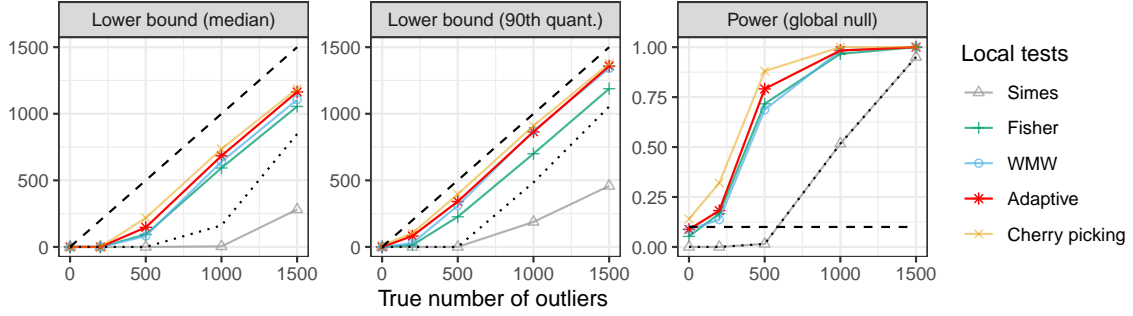 Lower bound (median)
Lower bound (90th quant.)
Power (global null)
1500
1000
500
0
0
500
1000
1500
1500
1000
500
0
0
500
1000
1500
1.00
0.75
0.50
0.25
0.00
0
500
1000
1500
True number of outliers
Local tests
Simes
Fisher
WMW
Adaptive
Cherry picking